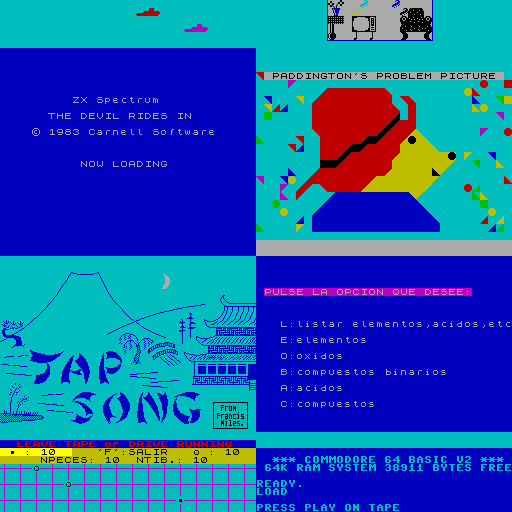 ZX Spectrum
THE DEVIL RIDES IN
© 1983 Carnell Software
NOW LOADING
PADDINGTON'S PROBLEM PICTURE
TAP
SONG
From
Francis
Miles.
PULSE LA OPCION QUE DESEE:
L:listar elementos,acidos,etc
E:elementos
O:oxidos
B:compuestos binarios
A:acidos
C:compuestos
LEAVE TAPE or DRIVE RUNNING
: 10 'F':SALIR o : 10
NPECES: 10 NTIB.: 10
*** COMMODORE 64 BASIC V2 ***
64K RAM SYSTEM 38911 BYTES FREE
READY.
LOAD
PRESS PLAY ON TAPE